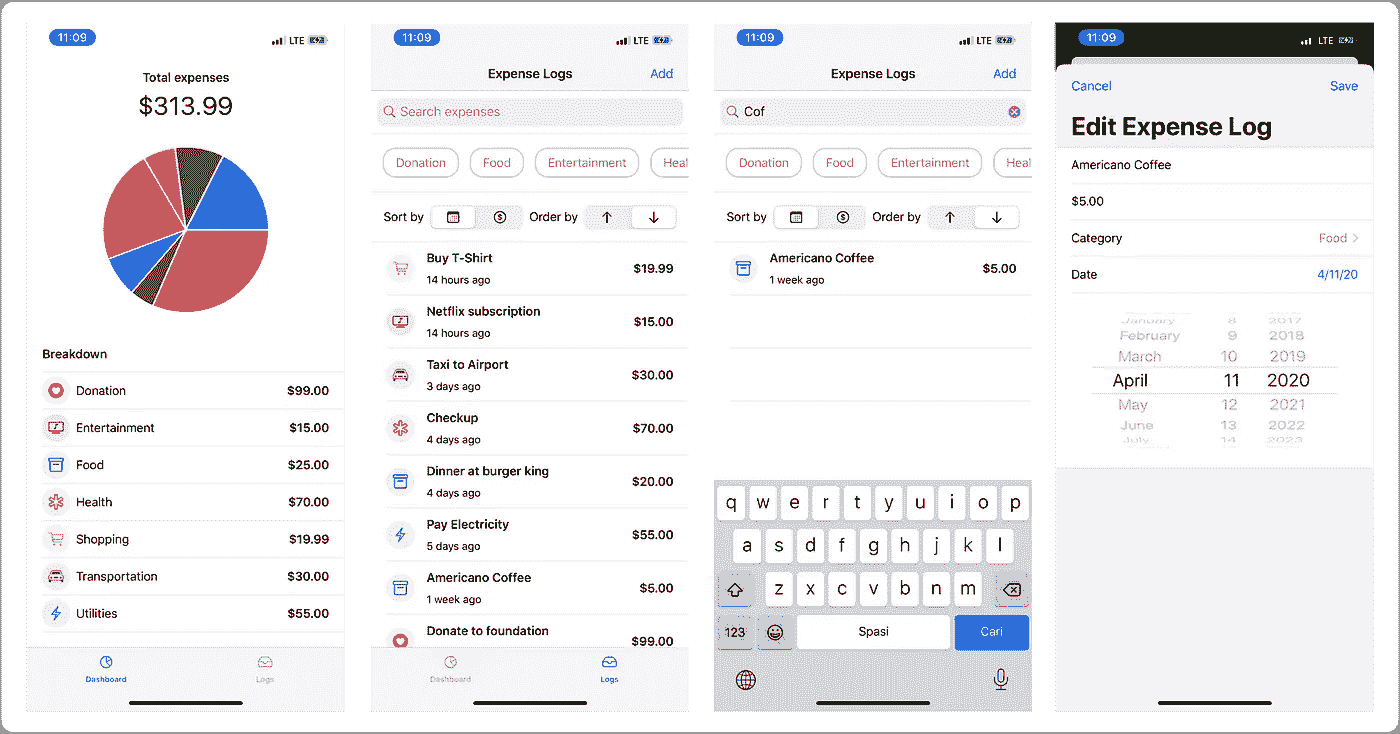 11:09
LTE
Total expenses
$313.99
Breakdown
Donation $99.00
Entertainment $15.00
Food $25.00
Health $70.00
Shopping $19.99
Transportation $30.00
Utilities $55.00
Dashboard Logs
11:09
LTE
Expense Logs Add
Search expenses
Donation Food Entertainment Heal
Sort by Order by
Buy T-Shirt
14 hours ago
$19.99
Netflix subscription
14 hours ago
$15.00
Taxi to Airport
3 days ago
$30.00
Checkup
4 days ago
$70.00
Dinner at burger king
4 days ago
$20.00
Pay Electricity
5 days ago
$55.00
Americano Coffee
1 week ago
$5.00
Donate to foundation
$99.00
Dashboard Logs
11:09
LTE
Expense Logs Add
Cof
Donation Food Entertainment Heal
Sort by Order by
Americano Coffee
1 week ago
$5.00
q w e r t y u i o p
a s d f g h j k l
z x c v b n m
123 Spasi Cari
11:09
LTE
Cancel Save
Edit Expense Log
Americano Coffee
$5.00
Category Food
Date 4/11/20
January 8 2017
February 9 2018
March 10 2019
April 11 2020
May 12 2021
June 13 2022
July 14 2023